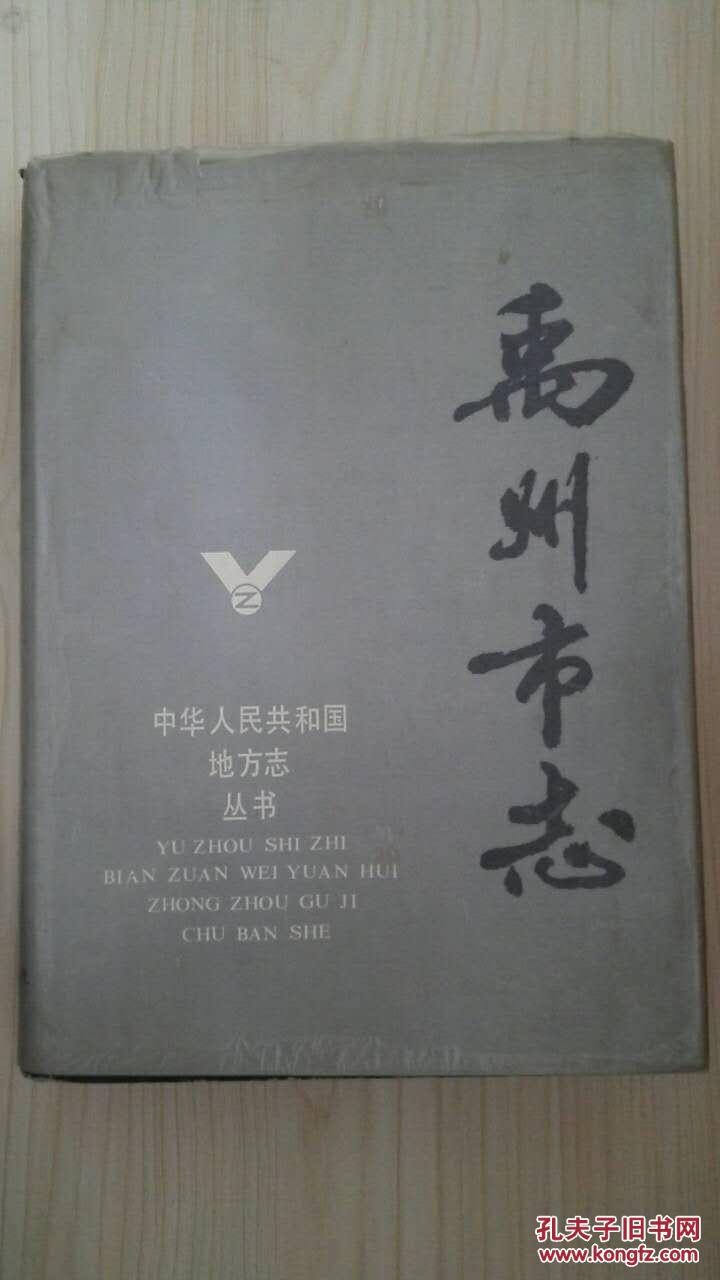 禹州市志
中华人民共和国
地方志
丛书
YU ZHOU SHI ZHI
BIAN ZUAN WEI YUAN HUI
ZHONG ZHOU GU JI
CHU BAN SHE
孔夫子旧书网
www.kongfz.com